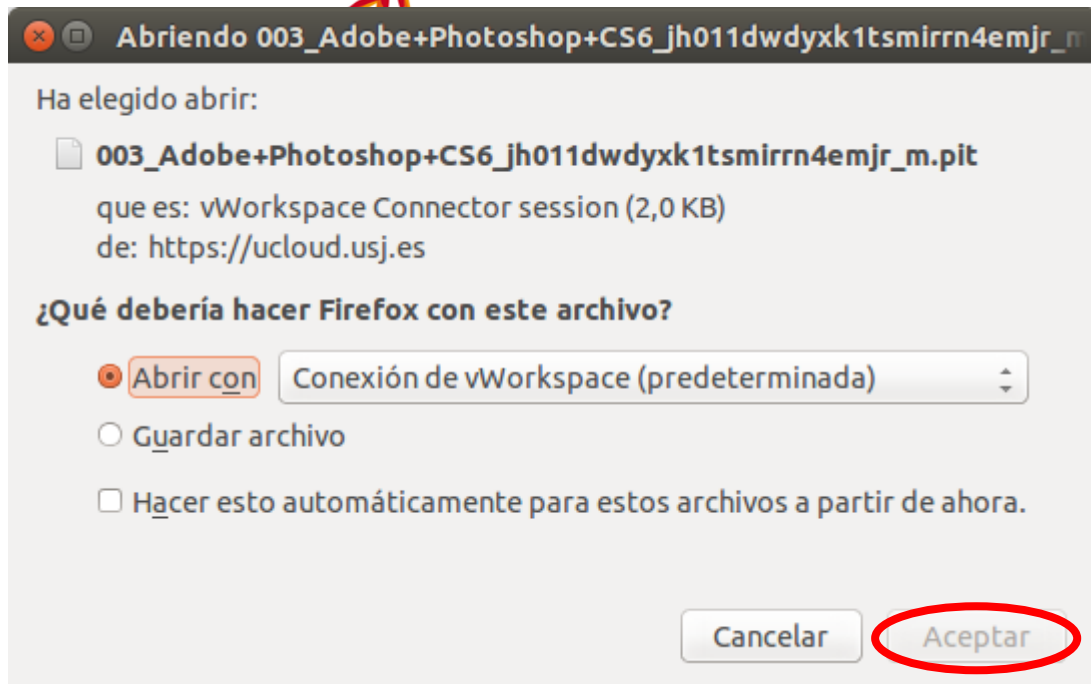 Abriendo 003_Adobe+Photoshop+CS6_jh011dwdyxk1tsmirrn4emjr_m
Ha elegido abrir:
003_Adobe+Photoshop+CS6_jh011dwdyxk1tsmirrn4emjr_m.pit
que es: vWorkspace Connector session (2,0 KB)
de: https://ucloud.usj.es
¿Qué debería hacer Firefox con este archivo?
Abrir con Conexión de vWorkspace (predeterminada)
Guardar archivo
Hacer esto automáticamente para estos archivos a partir de ahora.
Cancelar Aceptar